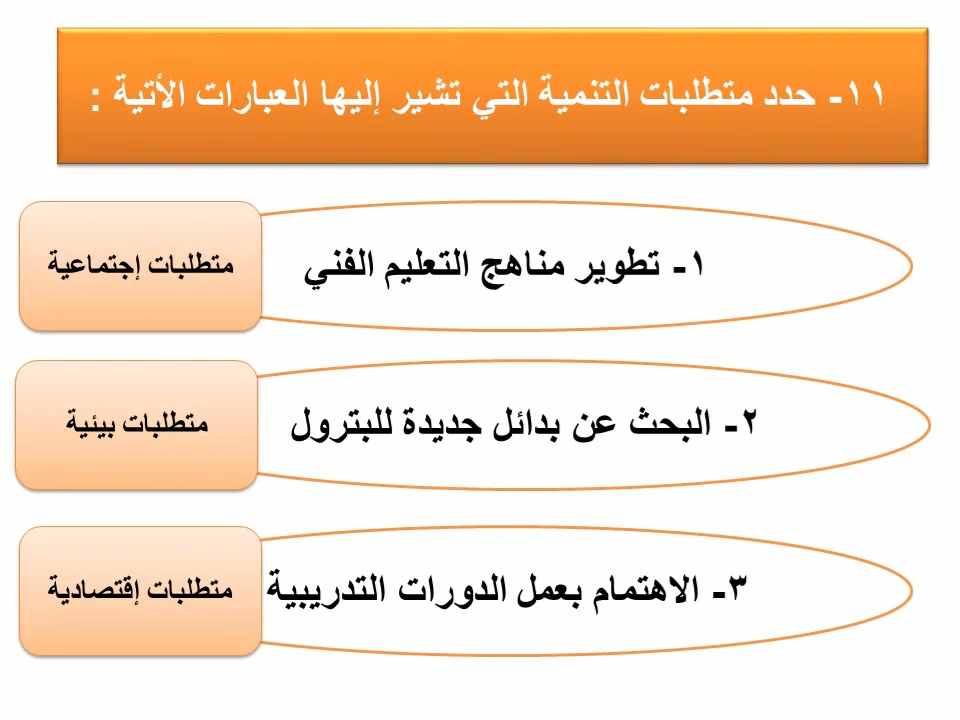 ١١- حدد متطلبات التنمية التي تشير إليها العبارات الأتية :
١- تطوير مناهج التعليم الفني
متطلبات إجتماعية
٢- البحث عن بدائل جديدة للبترول
متطلبات بيئية
٣- الاهتمام بعمل الدورات التدريبية
متطلبات إقتصادية